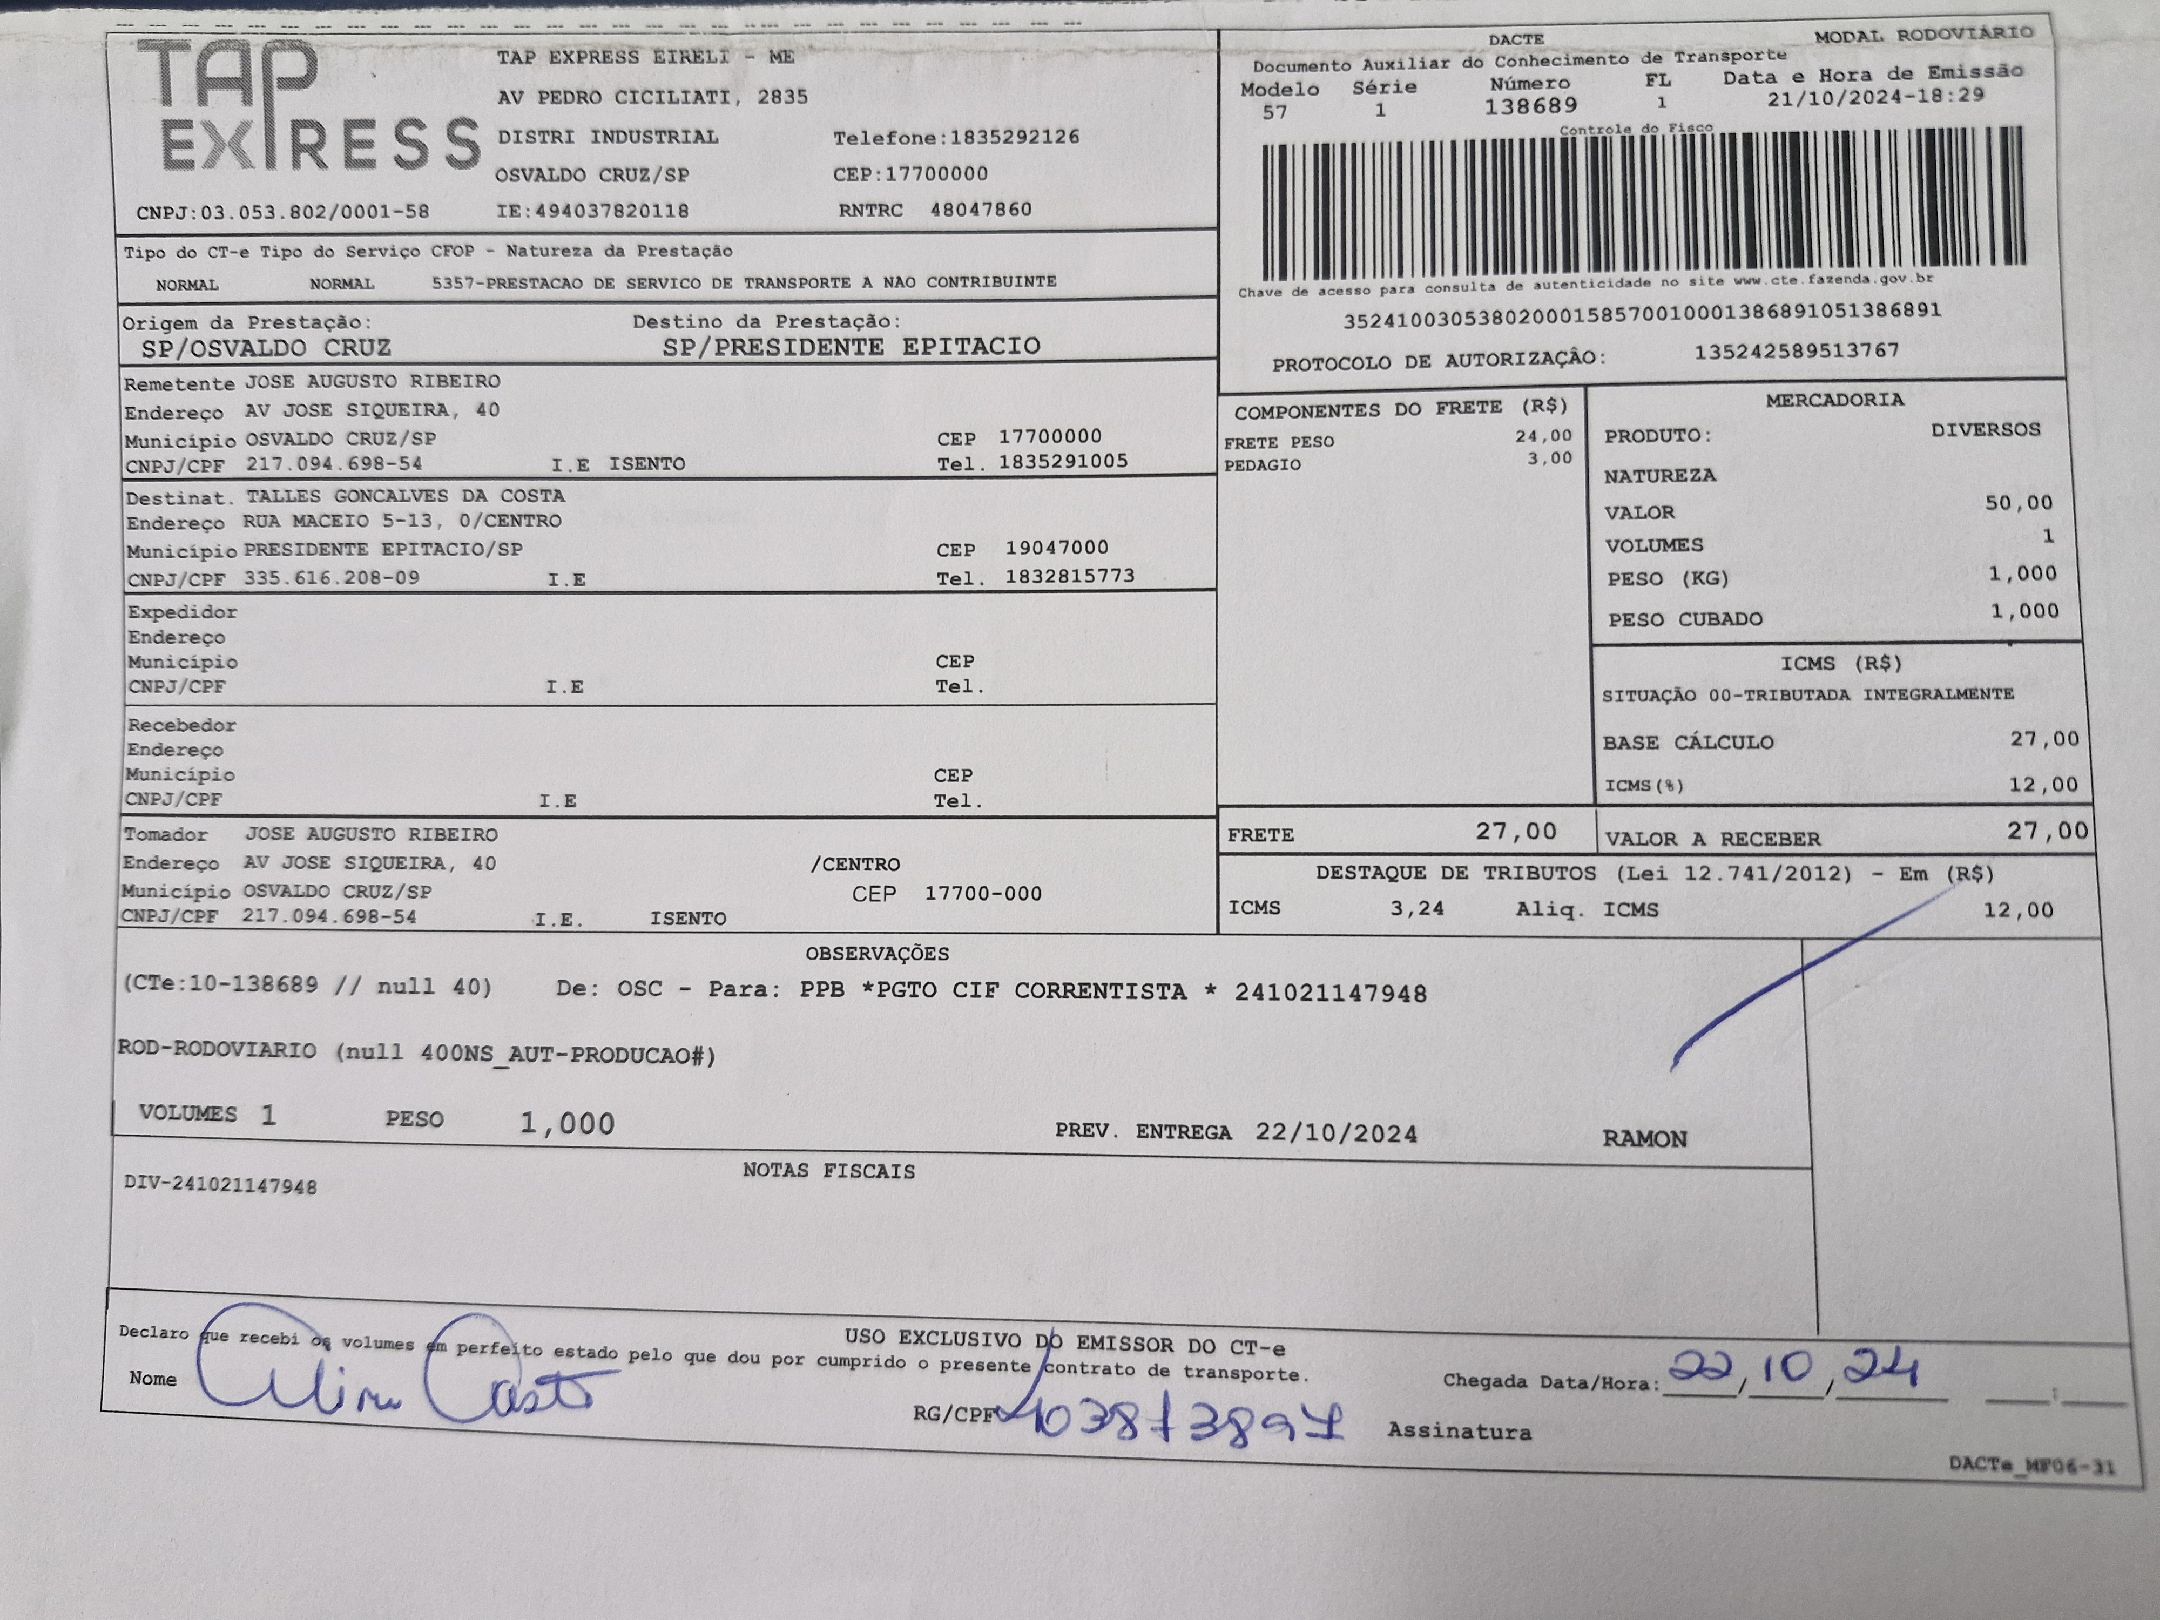 TAP EXPRESS
TAP EXPRESS EIRELI - ME
AV PEDRO CICILIATI, 2835
DISTRI INDUSTRIAL Telefone:1835292126
OSVALDO CRUZ/SP CEP:17700000
CNPJ:03.053.802/0001-58 IE:494037820118 RNTRC 48047860
DACTE MODAL RODOVIÁRIO
Documento Auxiliar do Conhecimento de Transporte
Modelo Série Número FL Data e Hora de Emissão
57 1 138689 1 21/10/2024-18:29
Controle do Fisco
Chave de acesso para consulta de autenticidade no site www.cte.fazenda.gov.br
35241003053802000158570010001386891051386891
PROTOCOLO DE AUTORIZAÇÃO: 135242589513767
Tipo do CT-e Tipo do Serviço CFOP - Natureza da Prestação
NORMAL NORMAL 5357-PRESTACAO DE SERVICO DE TRANSPORTE A NAO CONTRIBUINTE
Origem da Prestação: Destino da Prestação:
SP/OSVALDO CRUZ SP/PRESIDENTE EPITACIO
Remetente JOSE AUGUSTO RIBEIRO
Endereço AV JOSE SIQUEIRA, 40
Município OSVALDO CRUZ/SP CEP 17700000
CNPJ/CPF 217.094.698-54 I.E ISENTO Tel. 1835291005
Destinat. TALLES GONCALVES DA COSTA
Endereço RUA MACEIO 5-13, 0/CENTRO
Município PRESIDENTE EPITACIO/SP CEP 19047000
CNPJ/CPF 335.616.208-09 I.E Tel. 1832815773
Expedidor
Endereço
Município CEP
CNPJ/CPF I.E Tel.
Recebedor
Endereço
Município CEP
CNPJ/CPF I.E Tel.
Tomador JOSE AUGUSTO RIBEIRO
Endereço AV JOSE SIQUEIRA, 40 /CENTRO
Município OSVALDO CRUZ/SP CEP 17700-000
CNPJ/CPF 217.094.698-54 I.E. ISENTO
COMPONENTES DO FRETE (R$)
FRETE PESO 24,00
PEDAGIO 3,00
MERCADORIA
PRODUTO: DIVERSOS
NATUREZA
VALOR 50,00
VOLUMES 1
PESO (KG) 1,000
PESO CUBADO 1,000
ICMS (R$)
SITUAÇÃO 00-TRIBUTADA INTEGRALMENTE
BASE CÁLCULO 27,00
ICMS(%) 12,00
FRETE 27,00 VALOR A RECEBER 27,00
DESTAQUE DE TRIBUTOS (Lei 12.741/2012) - Em (R$)
ICMS 3,24 Aliq. ICMS 12,00
OBSERVAÇÕES
(CTe:10-138689 // null 40) De: OSC - Para: PPB *PGTO CIF CORRENTISTA * 241021147948
ROD-RODOVIARIO (null 400NS_AUT-PRODUCAO#)
VOLUMES 1 PESO 1,000 PREV. ENTREGA 22/10/2024 RAMON
NOTAS FISCAIS
DIV-241021147948
USO EXCLUSIVO DO EMISSOR DO CT-e
Declaro que recebi os volumes em perfeito estado pelo que dou por cumprido o presente contrato de transporte.
Nome RG/CPF Assinatura
Chegada Data/Hora: 22,10,24 :
DACTe_MF06-31